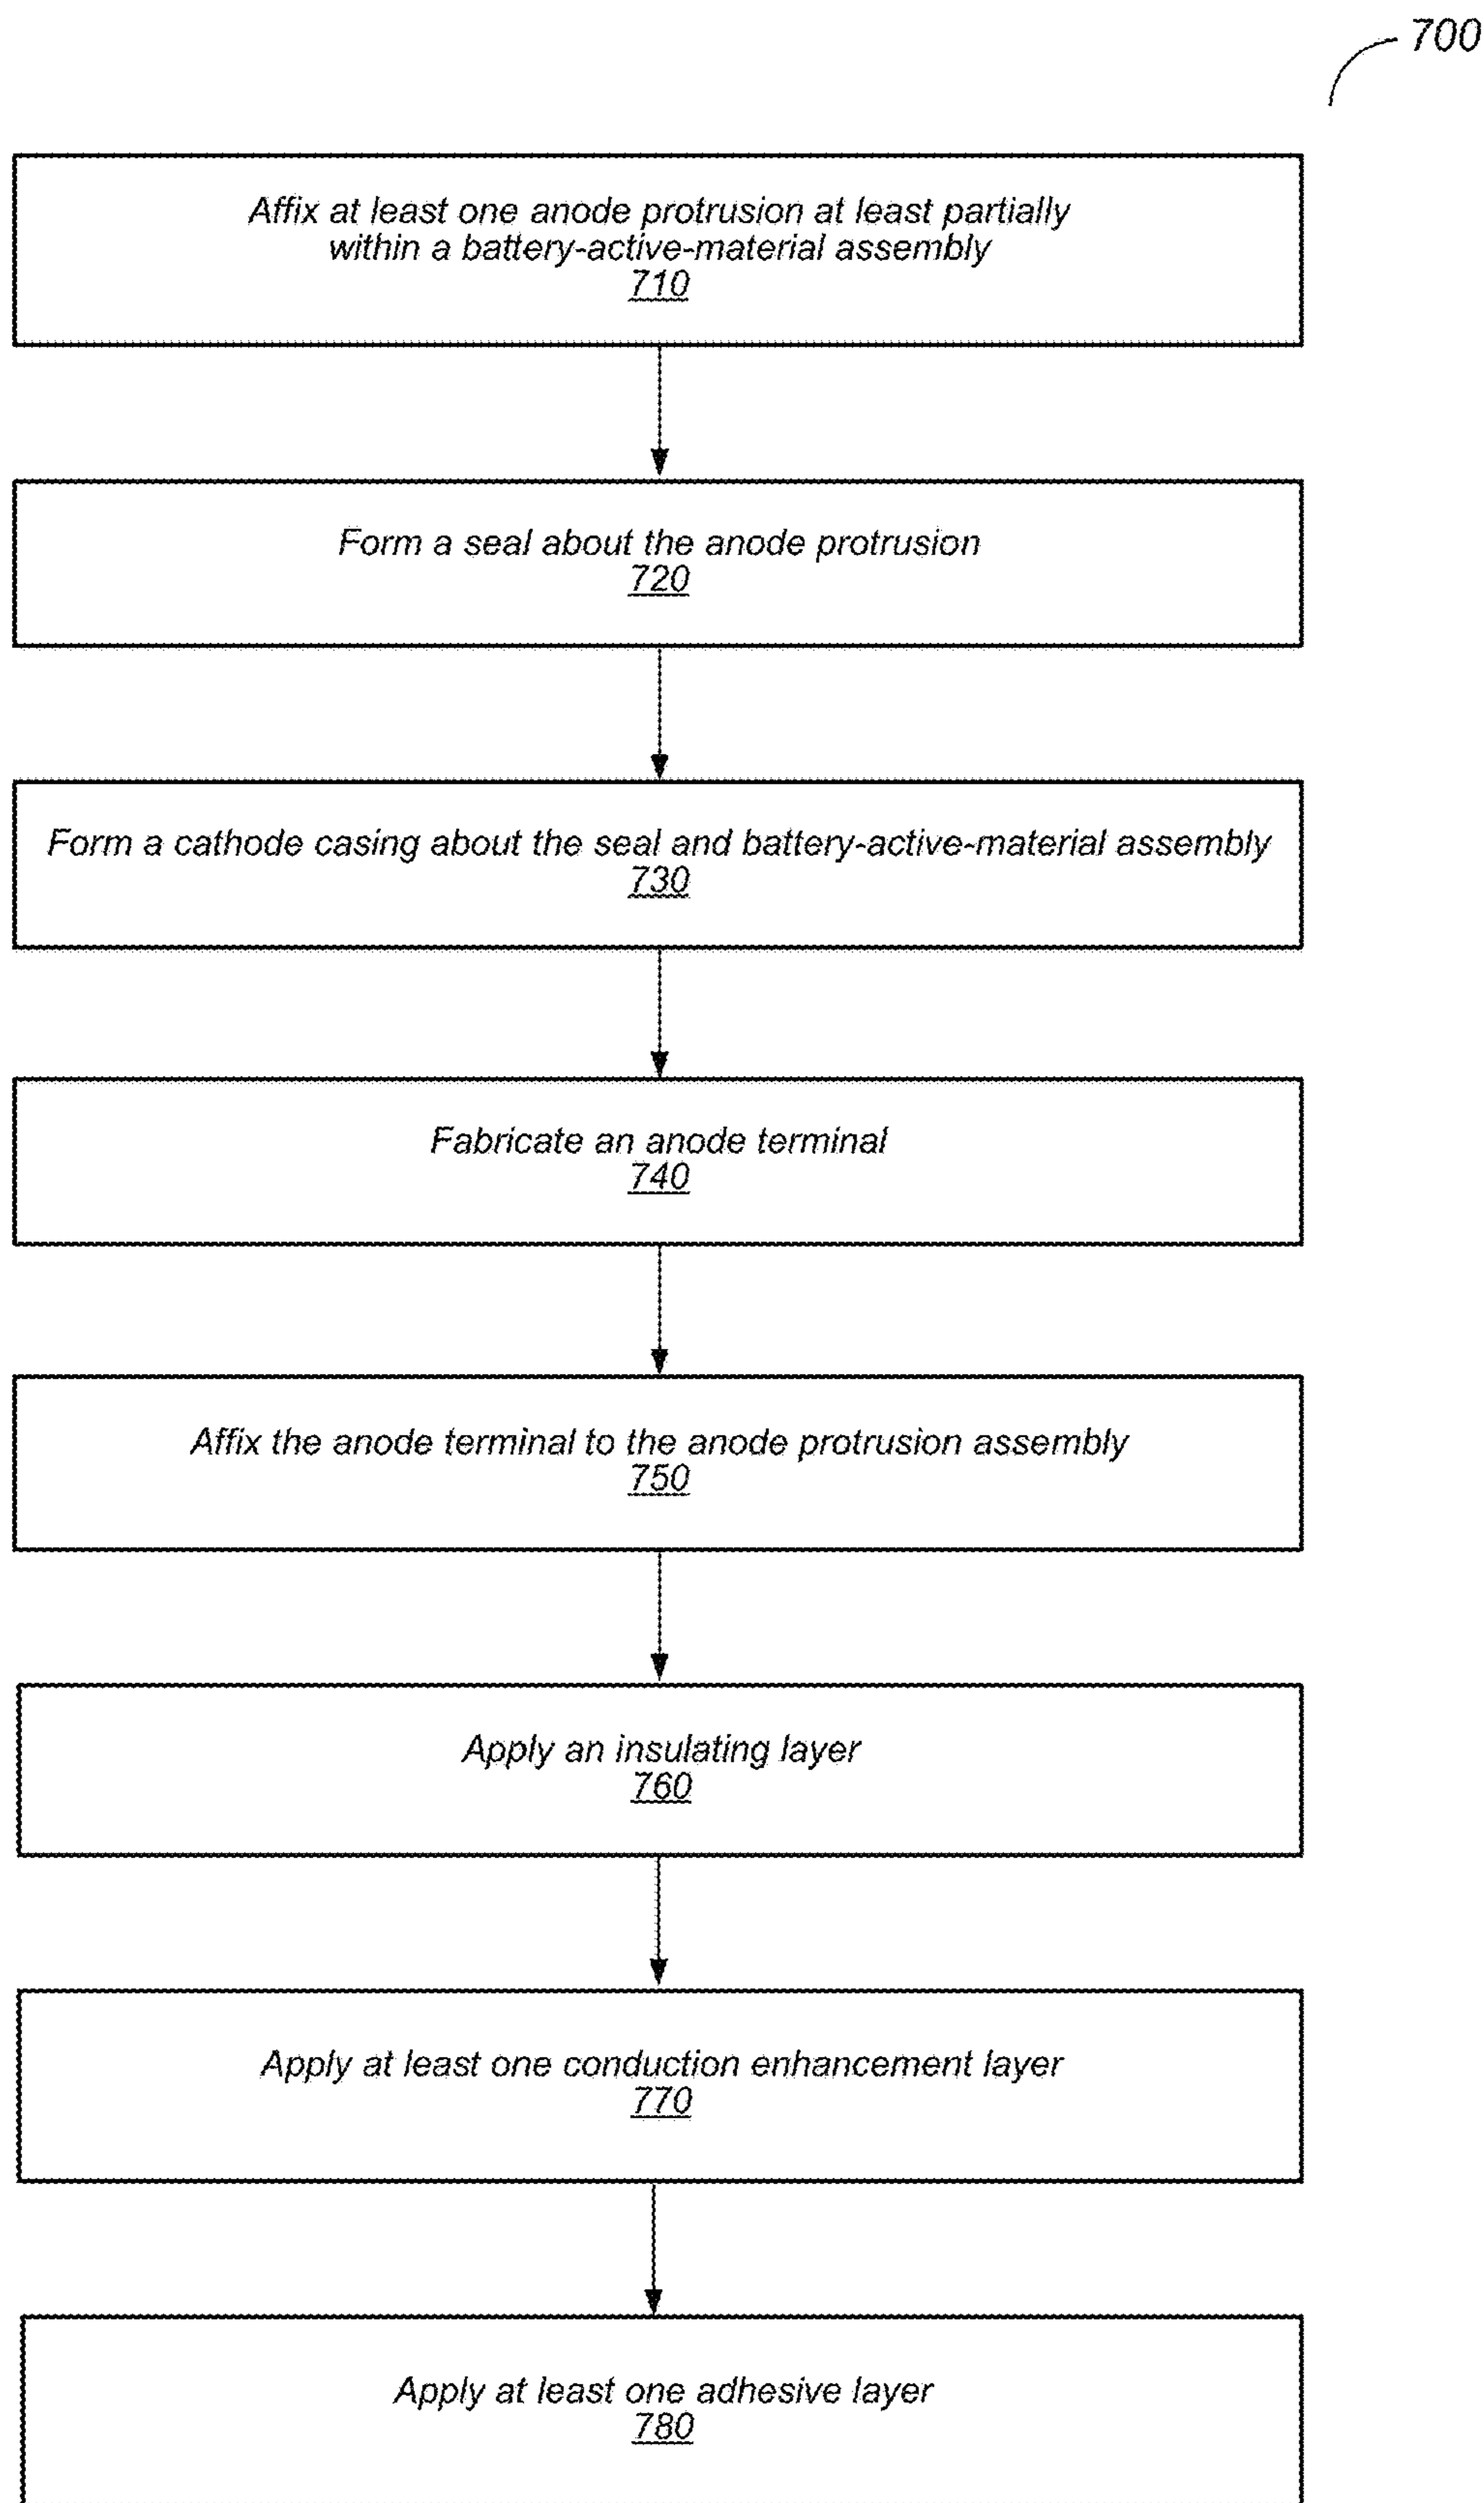 700
Affix at least one anode protrusion at least partially
within a battery-active-material assembly
710
Form a seal about the anode protrusion
720
Form a cathode casing about the seal and battery-active-material assembly
730
Fabricate an anode terminal
740
Affix the anode terminal to the anode protrusion assembly
750
Apply an insulating layer
760
Apply at least one conduction enhancement layer
770
Apply at least one adhesive layer
780